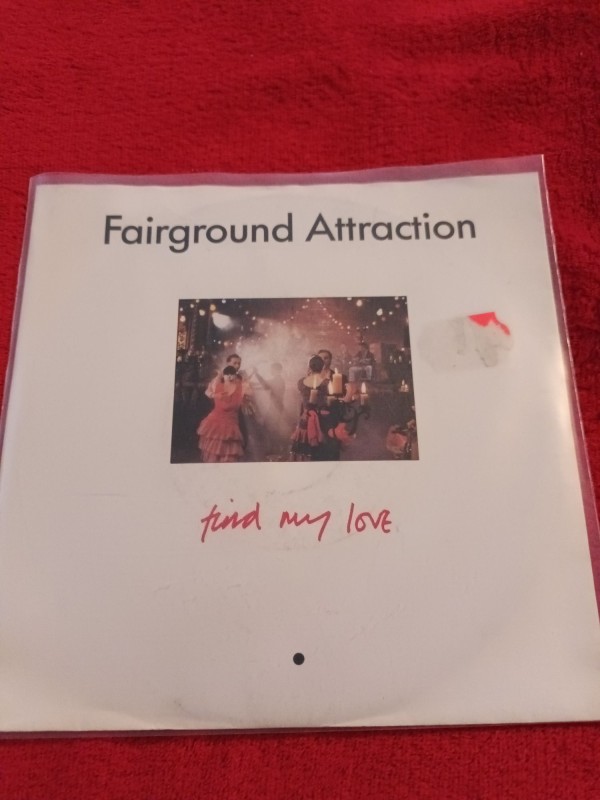 Fairground Attraction
find my love